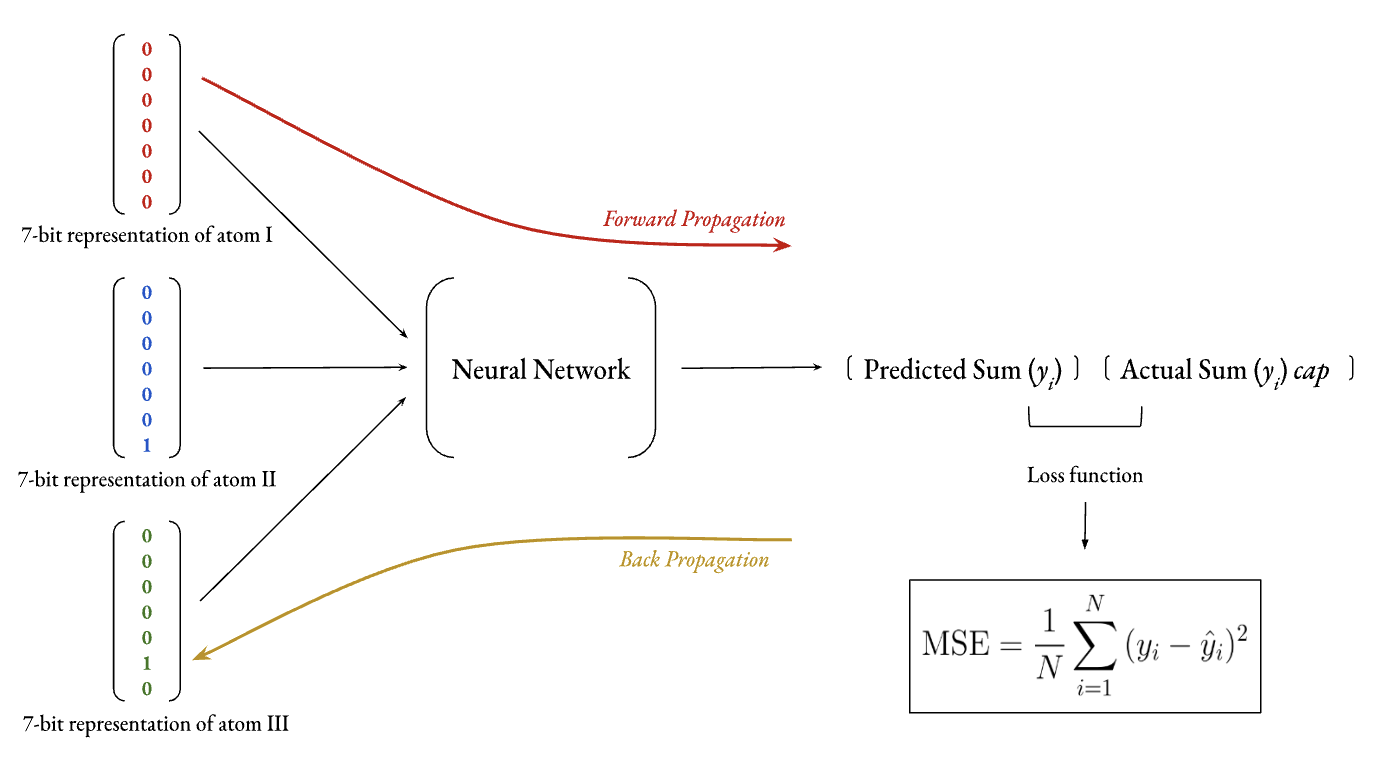 0
0
0
0
0
0
0
7-bit representation of atom I
Forward Propagation
0
0
0
0
0
0
1
7-bit representation of atom II
Neural Network
[ Predicted Sum (yᵢ) ] [ Actual Sum (yᵢ) cap ]
Loss function
0
0
0
0
0
1
0
7-bit representation of atom III
Back Propagation
MSE = 1/N ∑_{i=1}^{N} (yᵢ − ŷᵢ)²